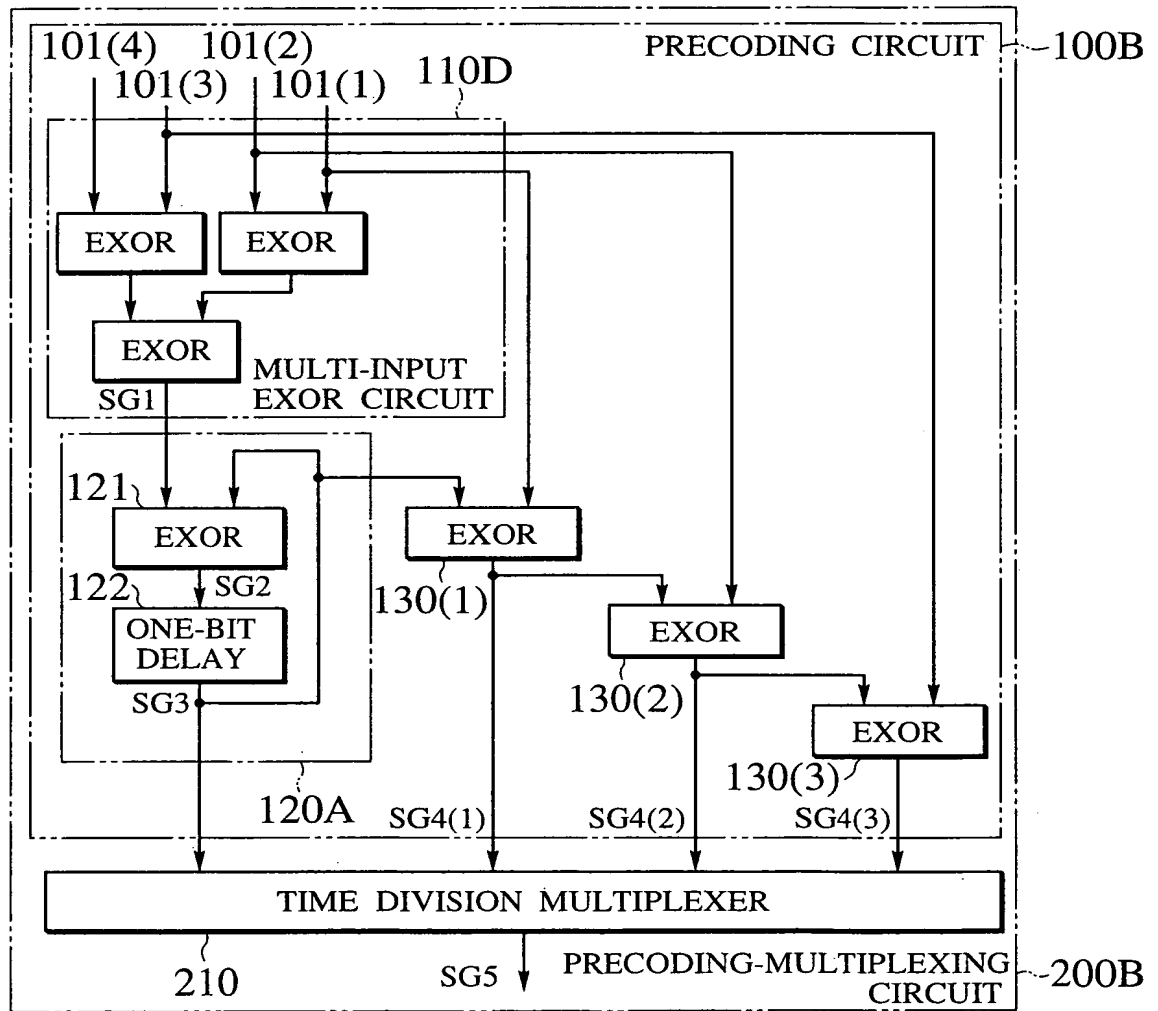 101(4) 101(2) PRECODING CIRCUIT 100B
101(3) 101(1) 110D
EXOR EXOR
EXOR
MULTI-INPUT
EXOR CIRCUIT
SG1
121
EXOR EXOR
SG2
122 130(1)
ONE-BIT
DELAY
EXOR
SG3
130(2)
EXOR
130(3)
120A
SG4(1) SG4(2) SG4(3)
TIME DIVISION MULTIPLEXER
210
SG5
PRECODING-MULTIPLEXING
CIRCUIT
200B